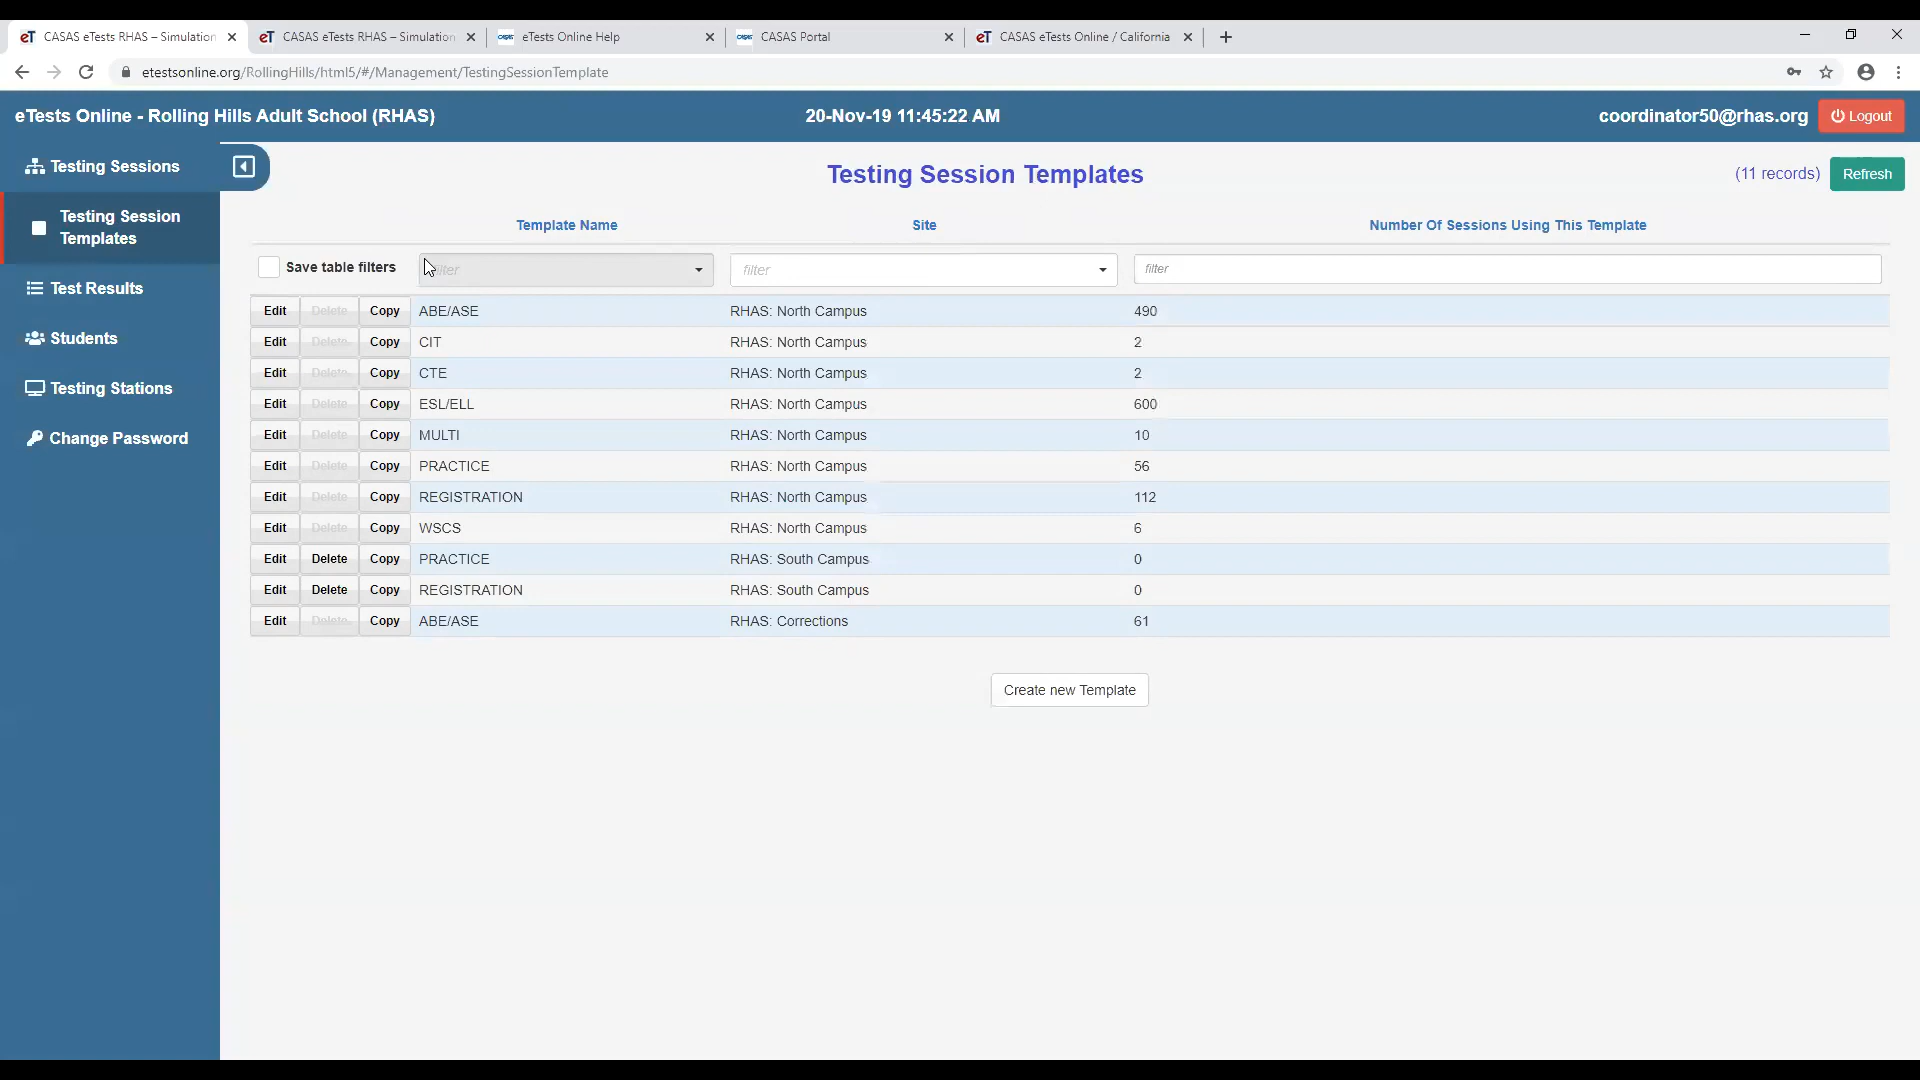 CASAS eTests RHAS – Simulation
CASAS eTests RHAS – Simulation
eTests Online Help
CASAS Portal
CASAS eTests Online / California
etestsonline.org/RollingHills/html5/#/Management/TestingSessionTemplate
eTests Online - Rolling Hills Adult School (RHAS)
20-Nov-19 11:45:22 AM
coordinator50@rhas.org
Logout
Testing Sessions
Testing Session
Templates
Test Results
Students
Testing Stations
Change Password
Testing Session Templates
(11 records)
Refresh
Template Name Site Number Of Sessions Using This Template
Save table filters filter filter
Edit Delete Copy ABE/ASE RHAS: North Campus 490
Edit Delete Copy CIT RHAS: North Campus 2
Edit Delete Copy CTE RHAS: North Campus 2
Edit Delete Copy ESL/ELL RHAS: North Campus 600
Edit Delete Copy MULTI RHAS: North Campus 10
Edit Delete Copy PRACTICE RHAS: North Campus 56
Edit Delete Copy REGISTRATION RHAS: North Campus 112
Edit Delete Copy WSCS RHAS: North Campus 6
Edit Delete Copy PRACTICE RHAS: South Campus 0
Edit Delete Copy REGISTRATION RHAS: South Campus 0
Edit Delete Copy ABE/ASE RHAS: Corrections 61
Create new Template